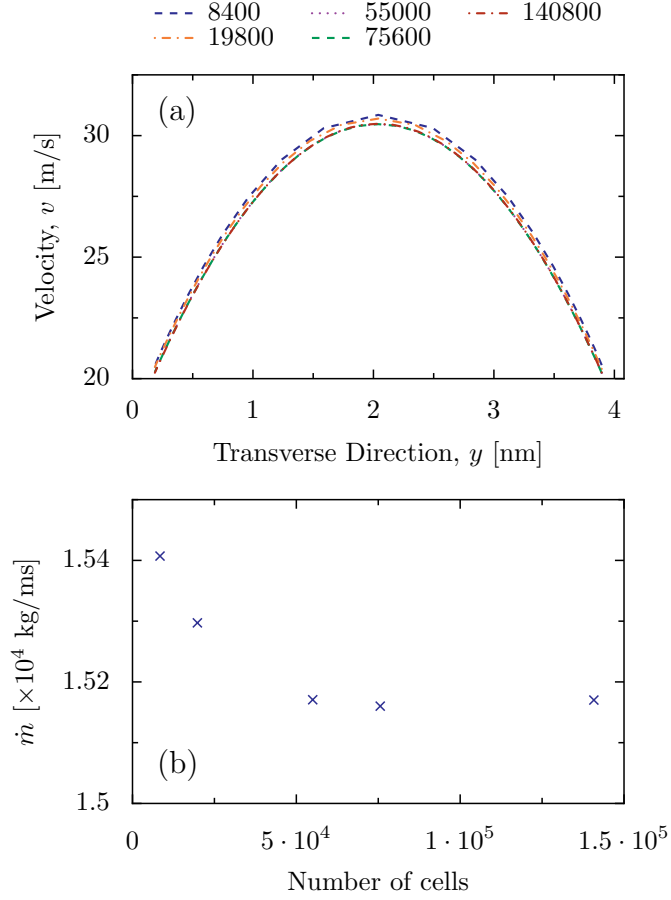 8400 55000 140800
19800 75600
(a)
30
25
20
Velocity, v [m/s]
0 1 2 3 4
Transverse Direction, y [nm]
1.54
1.52
1.5
ṁ [×10⁴ kg/ms]
(b)
0 5 · 10⁴ 1 · 10⁵ 1.5 · 10⁵
Number of cells